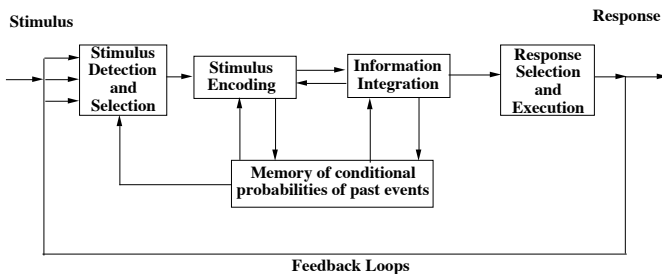 Stimulus
Response
Stimulus
Detection
and
Selection
Stimulus
Encoding
Information
Integration
Response
Selection
and
Execution
Memory of conditional
probabilities of past events
Feedback Loops